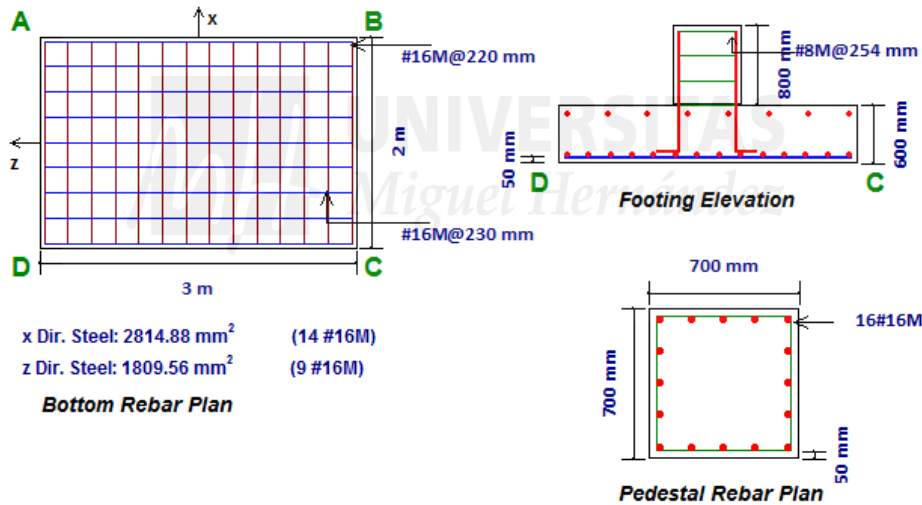 A
x
B
#16M@220 mm
z
2 m
#16M@230 mm
D
C
3 m
x Dir. Steel: 2814.88 mm² (14 #16M)
z Dir. Steel: 1809.56 mm² (9 #16M)
Bottom Rebar Plan
#8M@254 mm
800 mm
600 mm
50 mm
D
C
Footing Elevation
UNIVERSITAS
Miguel Hernández
700 mm
16#16M
700 mm
50 mm
Pedestal Rebar Plan